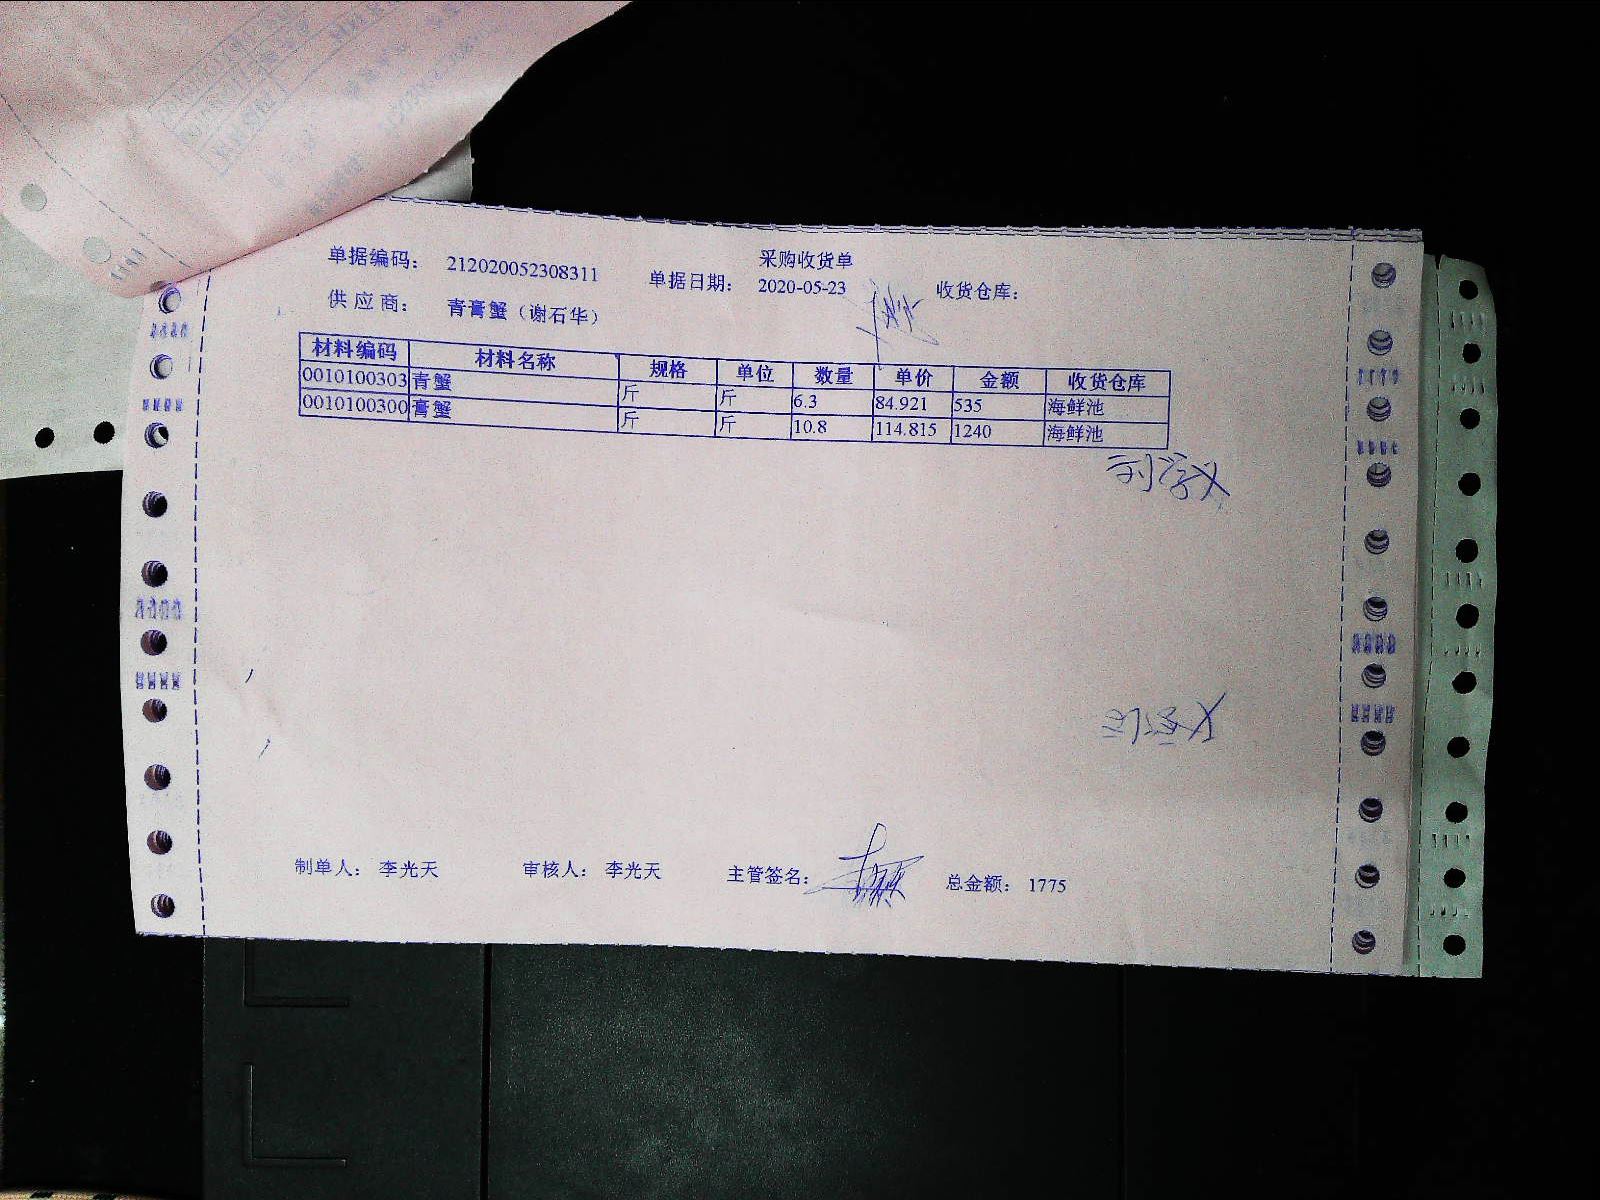 采购收货单
单据编码： 212020052308311 单据日期： 2020-05-23 收货仓库：
供应商： 青膏蟹（谢石华）
材料编码 材料名称 规格 单位 数量 单价 金额 收货仓库
0010100303 青蟹 斤 斤 6.3 84.921 535 海鲜池
0010100300 膏蟹 斤 斤 10.8 114.815 1240 海鲜池
制单人： 李光天 审核人： 李光天 主管签名： 总金额： 1775